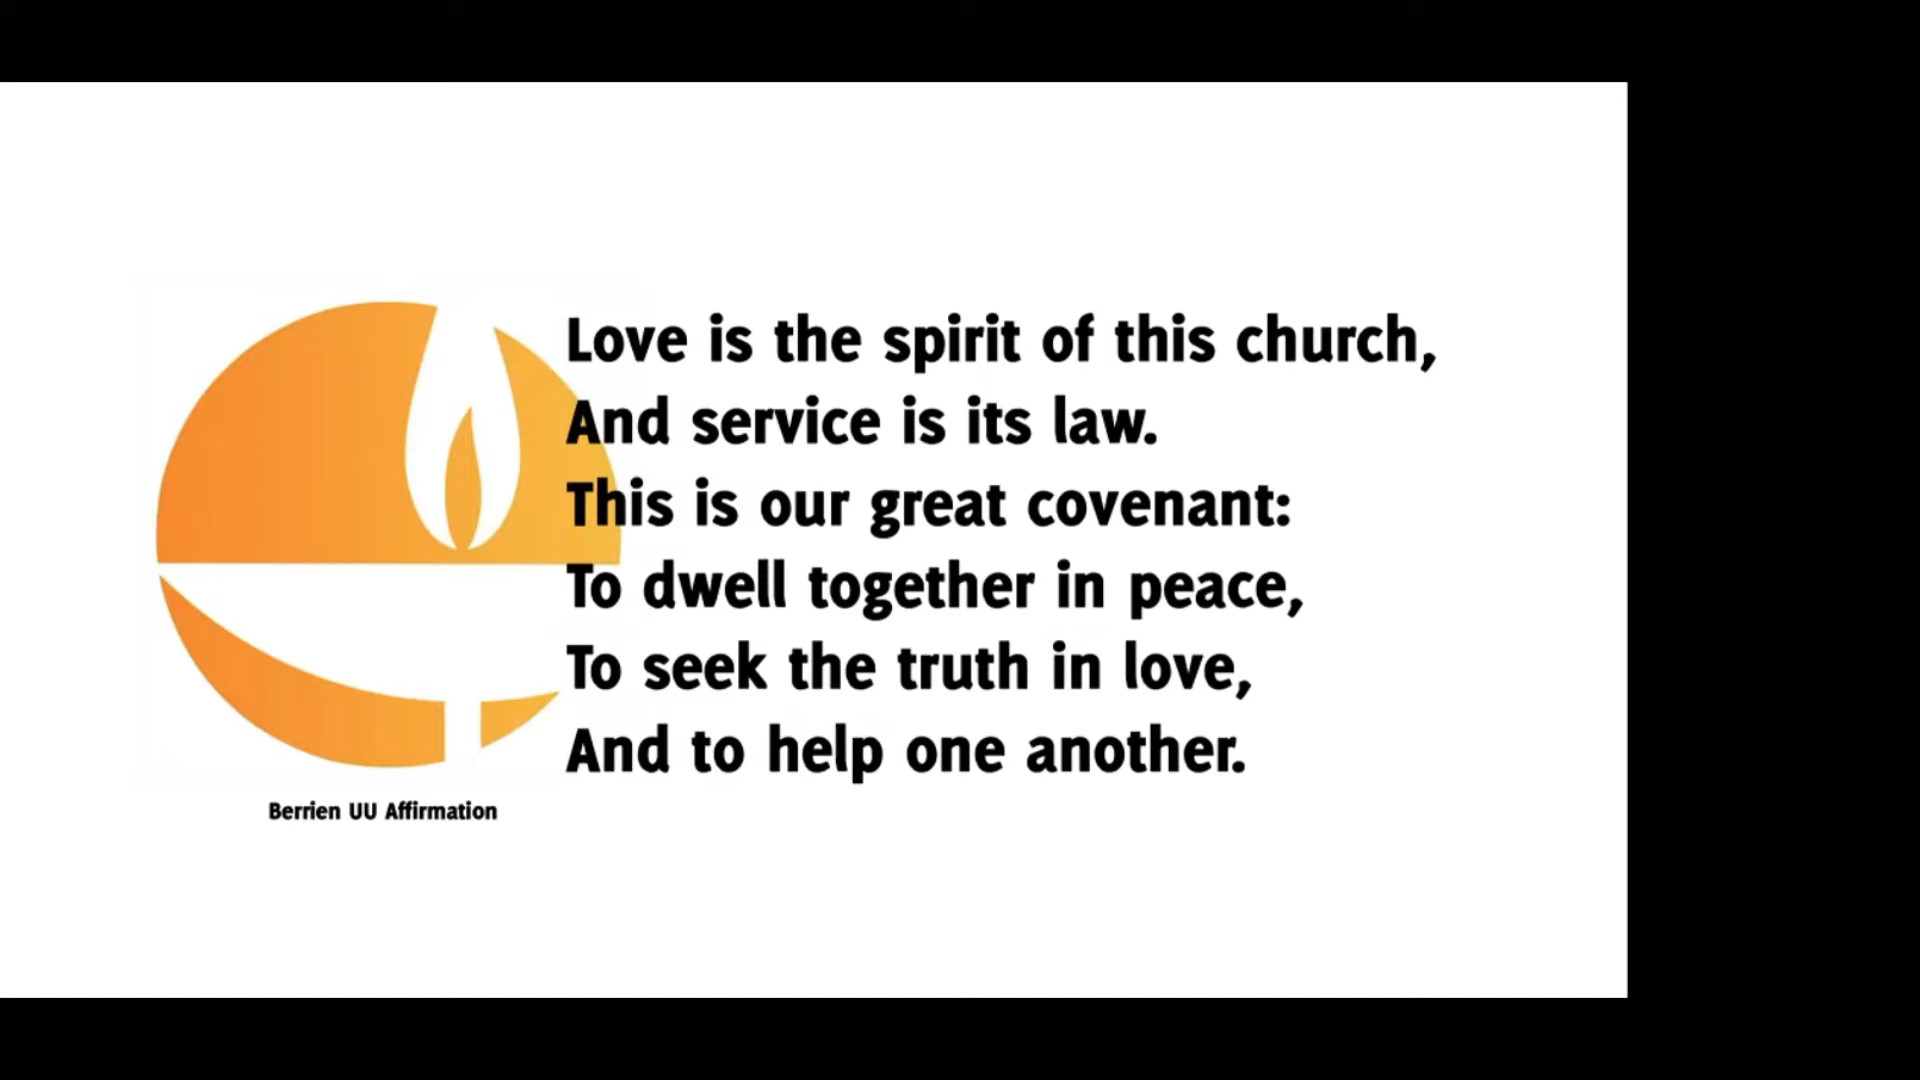 Love is the spirit of this church,
And service is its law.
This is our great covenant:
To dwell together in peace,
To seek the truth in love,
And to help one another.
Berrien UU Affirmation